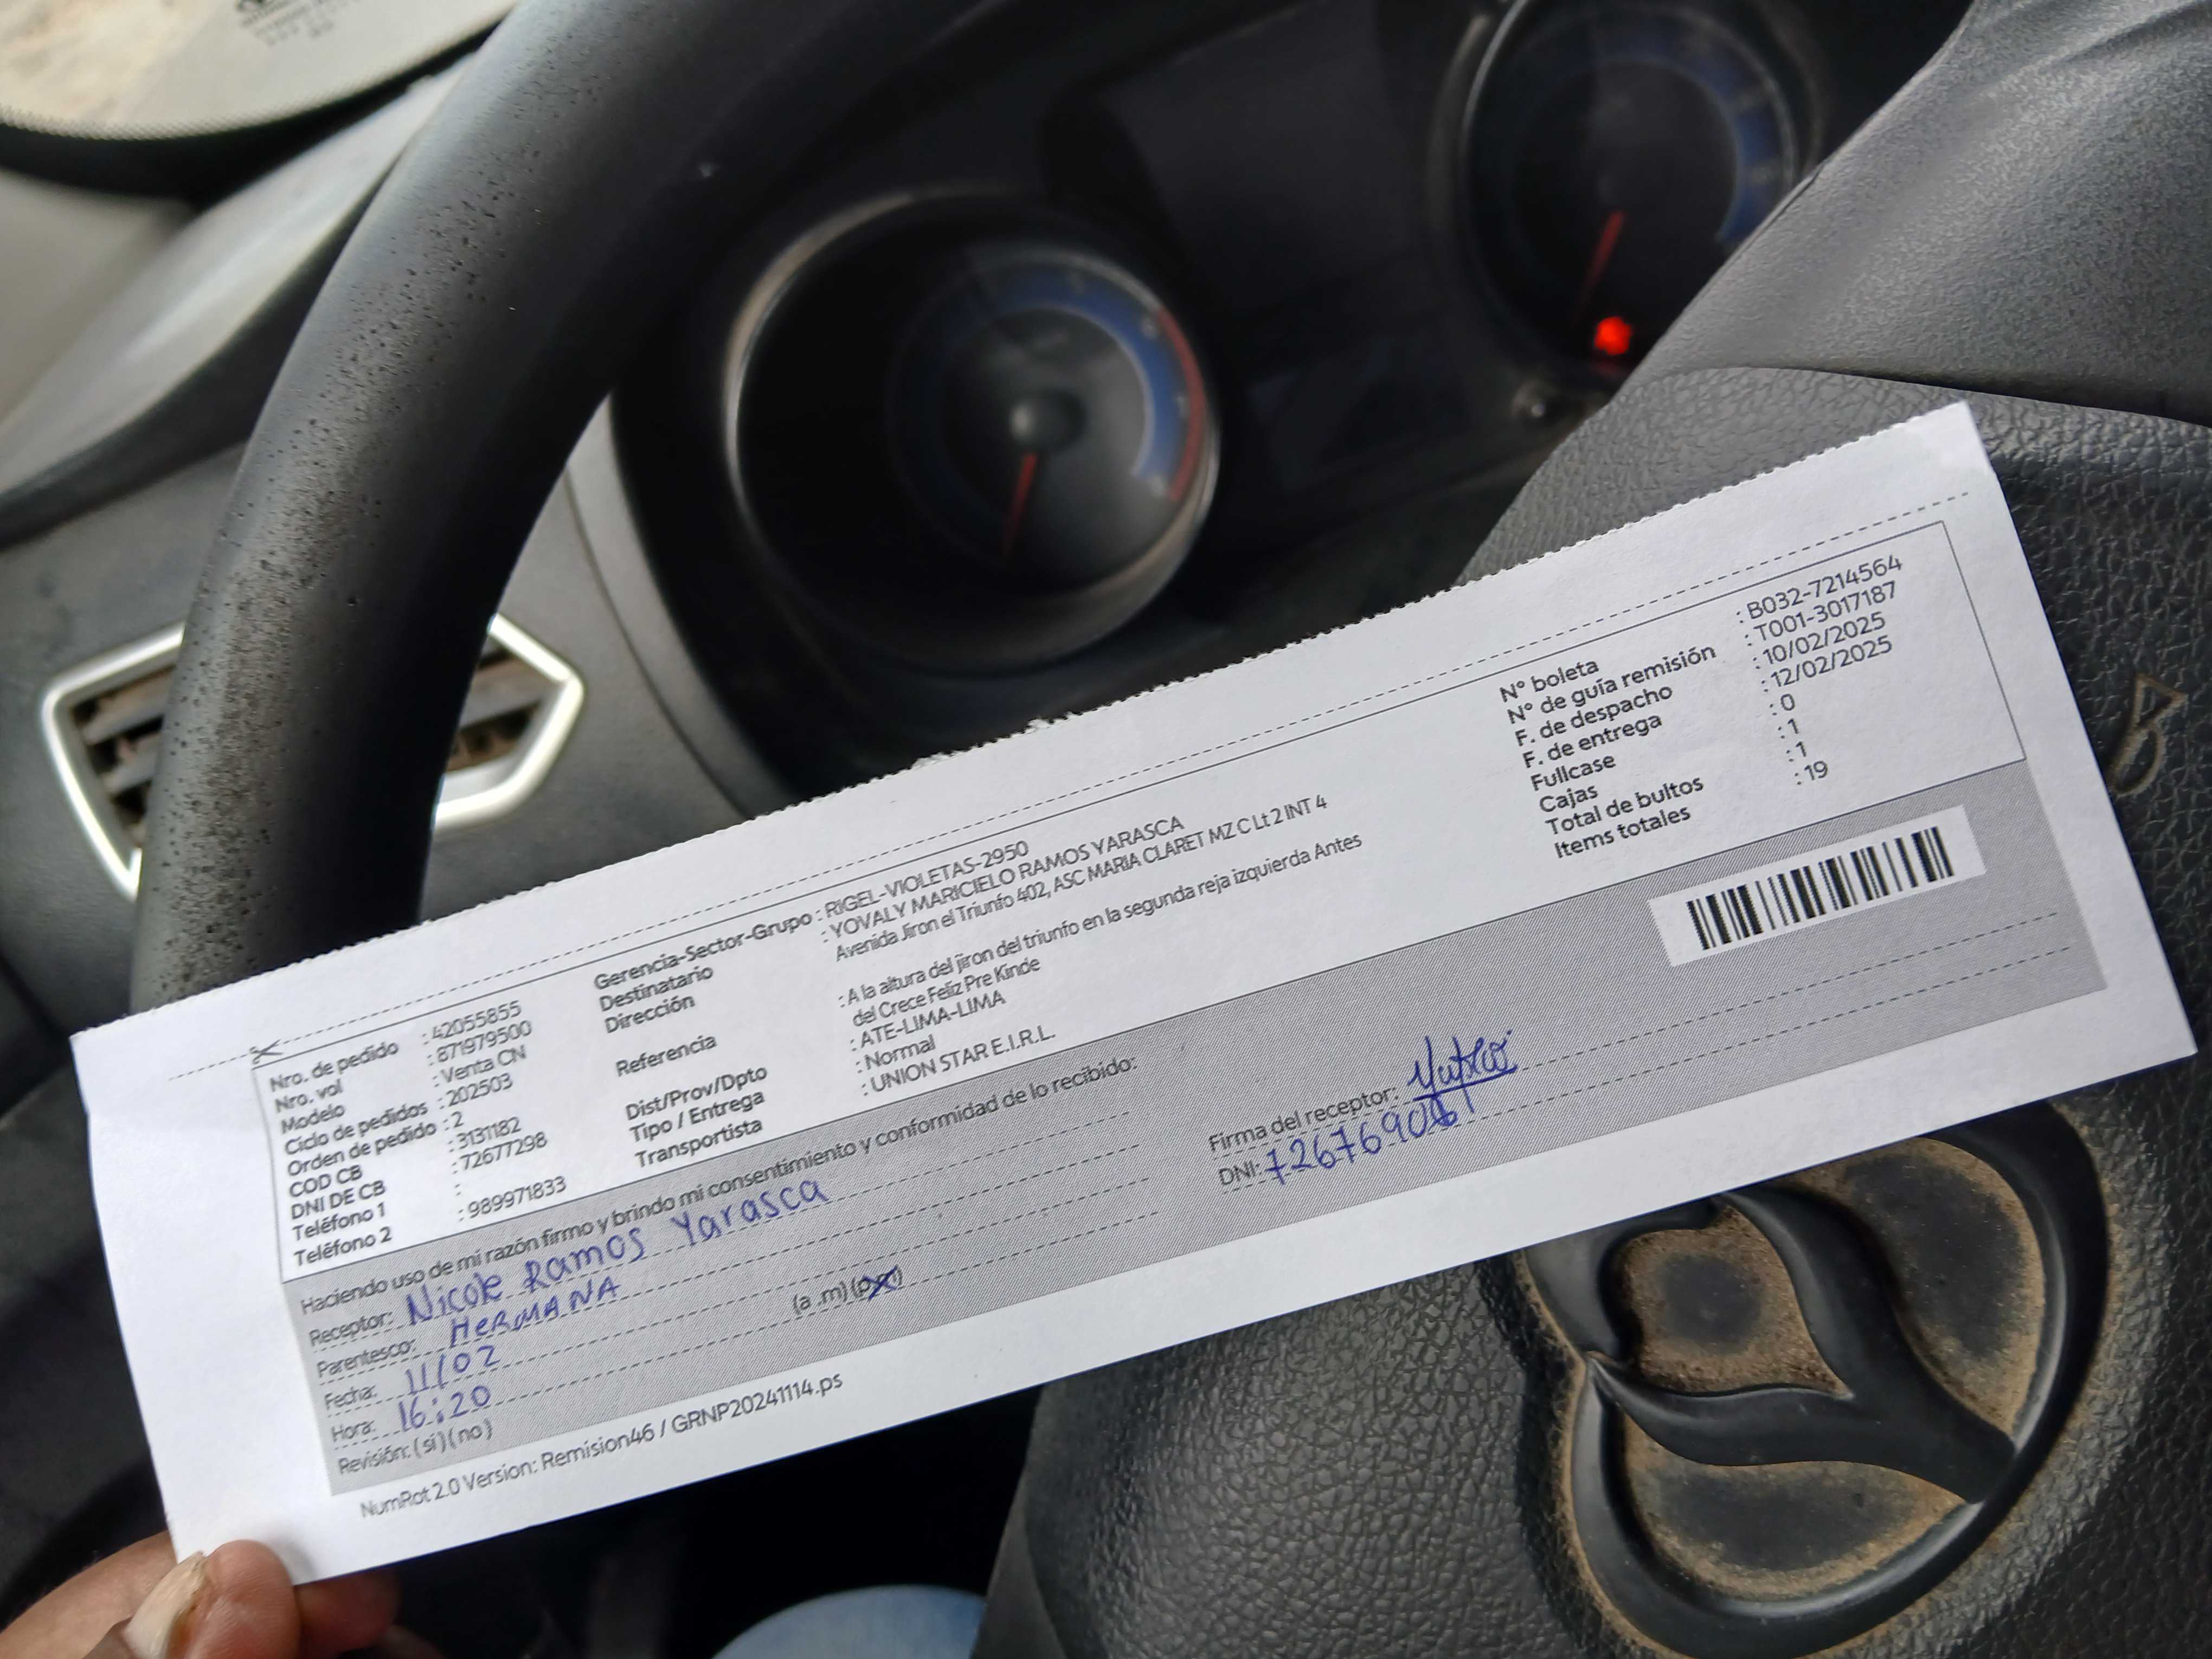 Nro. de pedido : 42055855
Nro. vol : 871979500
Modelo : Venta CN
Ciclo de pedidos : 202503
Orden de pedido : 2
COD CB : 3131182
DNI DE CB : 72677298
Teléfono 1 :
Teléfono 2 : 989971833
Gerencia-Sector-Grupo : RIGEL-VIOLETAS-2950
Destinatario : YOVALY MARICIELO RAMOS YARASCA
Dirección Avenida Jiron el Triunfo 402, ASC MARIA CLARET MZ C Lt 2 INT 4
Referencia : A la altura del jiron del triunfo en la segunda reja izquierda Antes
del Crece Feliz Pre Kinde
Dist/Prov/Dpto : ATE-LIMA-LIMA
Tipo / Entrega : Normal
Transportista : UNION STAR E.I.R.L.
N° boleta : B032-7214564
N° de guía remisión : T001-3017187
F. de despacho : 10/02/2025
F. de entrega : 12/02/2025
Fullcase : 0
Cajas : 1
Total de bultos : 1
Items totales : 19
Haciendo uso de mi razón firmo y brindo mi consentimiento y conformidad de lo recibido:
Receptor: Nicole Ramos Yarasca
Parentesco: HERMANA
Fecha: 11/02
Hora: 16:20 (a .m) (p.m)
Revisión: (si) (no)
Firma del receptor:
DNI:
NumRot 2.0 Version: Remision46 / GRNP20241114.ps